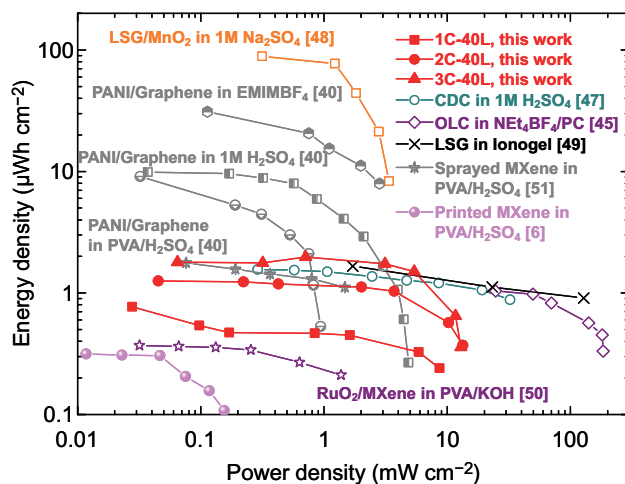 LSG/MnO₂ in 1M Na₂SO₄ [48]
PANI/Graphene in EMIMBF₄ [40]
PANI/Graphene in 1M H₂SO₄ [40]
PANI/Graphene
in PVA/H₂SO₄ [40]
1C-40L, this work
2C-40L, this work
3C-40L, this work
CDC in 1M H₂SO₄ [47]
OLC in NEt₄BF₄/PC [45]
LSG in Ionogel [49]
Sprayed MXene in
PVA/H₂SO₄ [51]
Printed MXene in
PVA/H₂SO₄ [6]
RuO₂/MXene in PVA/KOH [50]
Energy density (µWh cm⁻²)
100
10
1
0.1
0.01
0.1
1
10
100
Power density (mW cm⁻²)